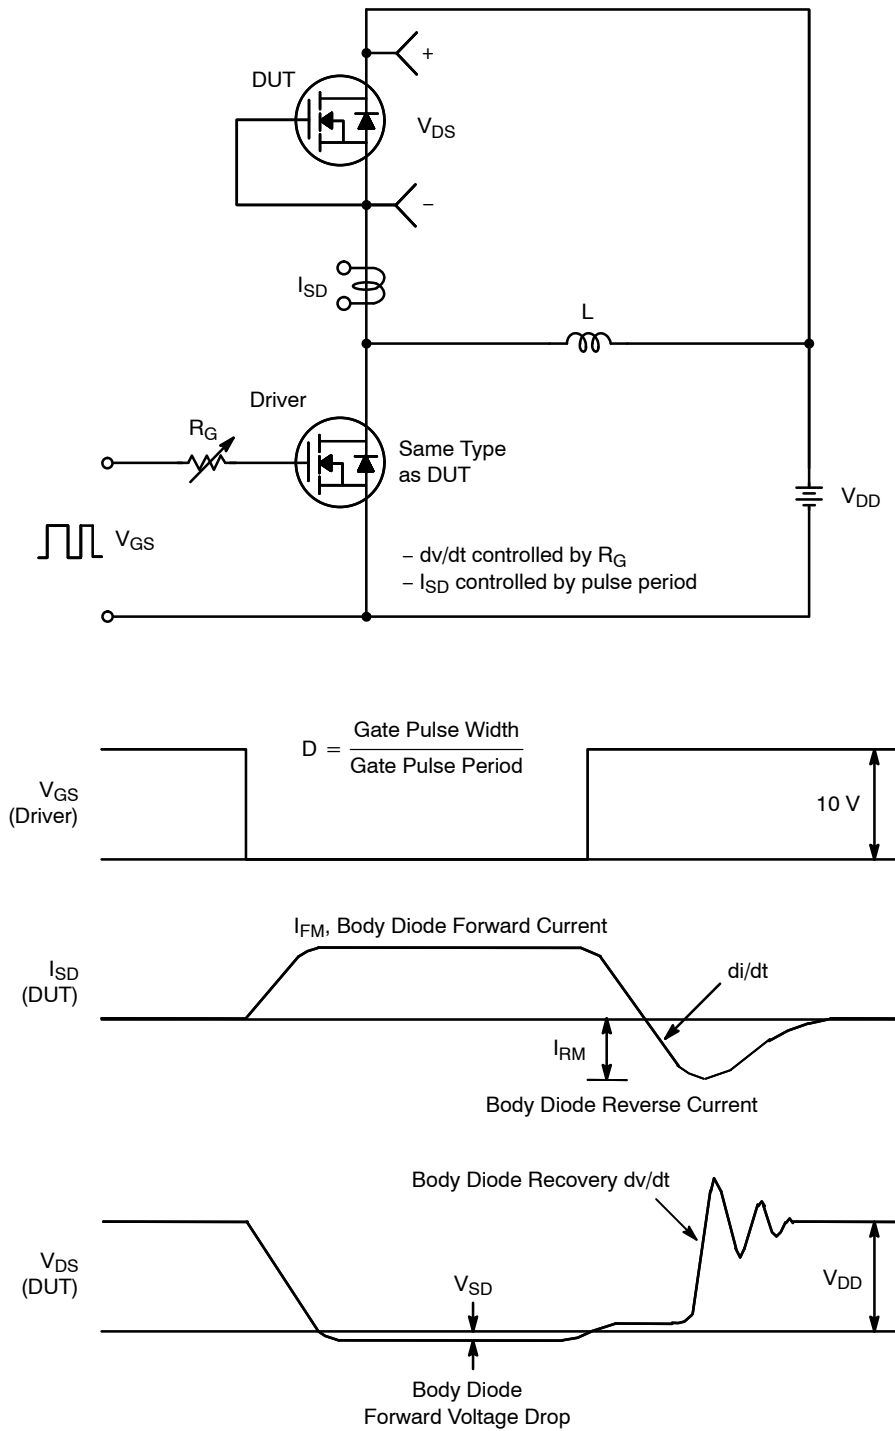 +
DUT
V_DS
−
I_SD
L
Driver
R_G
Same Type
as DUT
V_DD
V_GS
− dv/dt controlled by R_G
− I_SD controlled by pulse period
D = Gate Pulse Width
Gate Pulse Period
V_GS
(Driver)
10 V
I_FM, Body Diode Forward Current
I_SD
(DUT)
di/dt
I_RM
Body Diode Reverse Current
Body Diode Recovery dv/dt
V_DS
(DUT)
V_SD
V_DD
Body Diode
Forward Voltage Drop